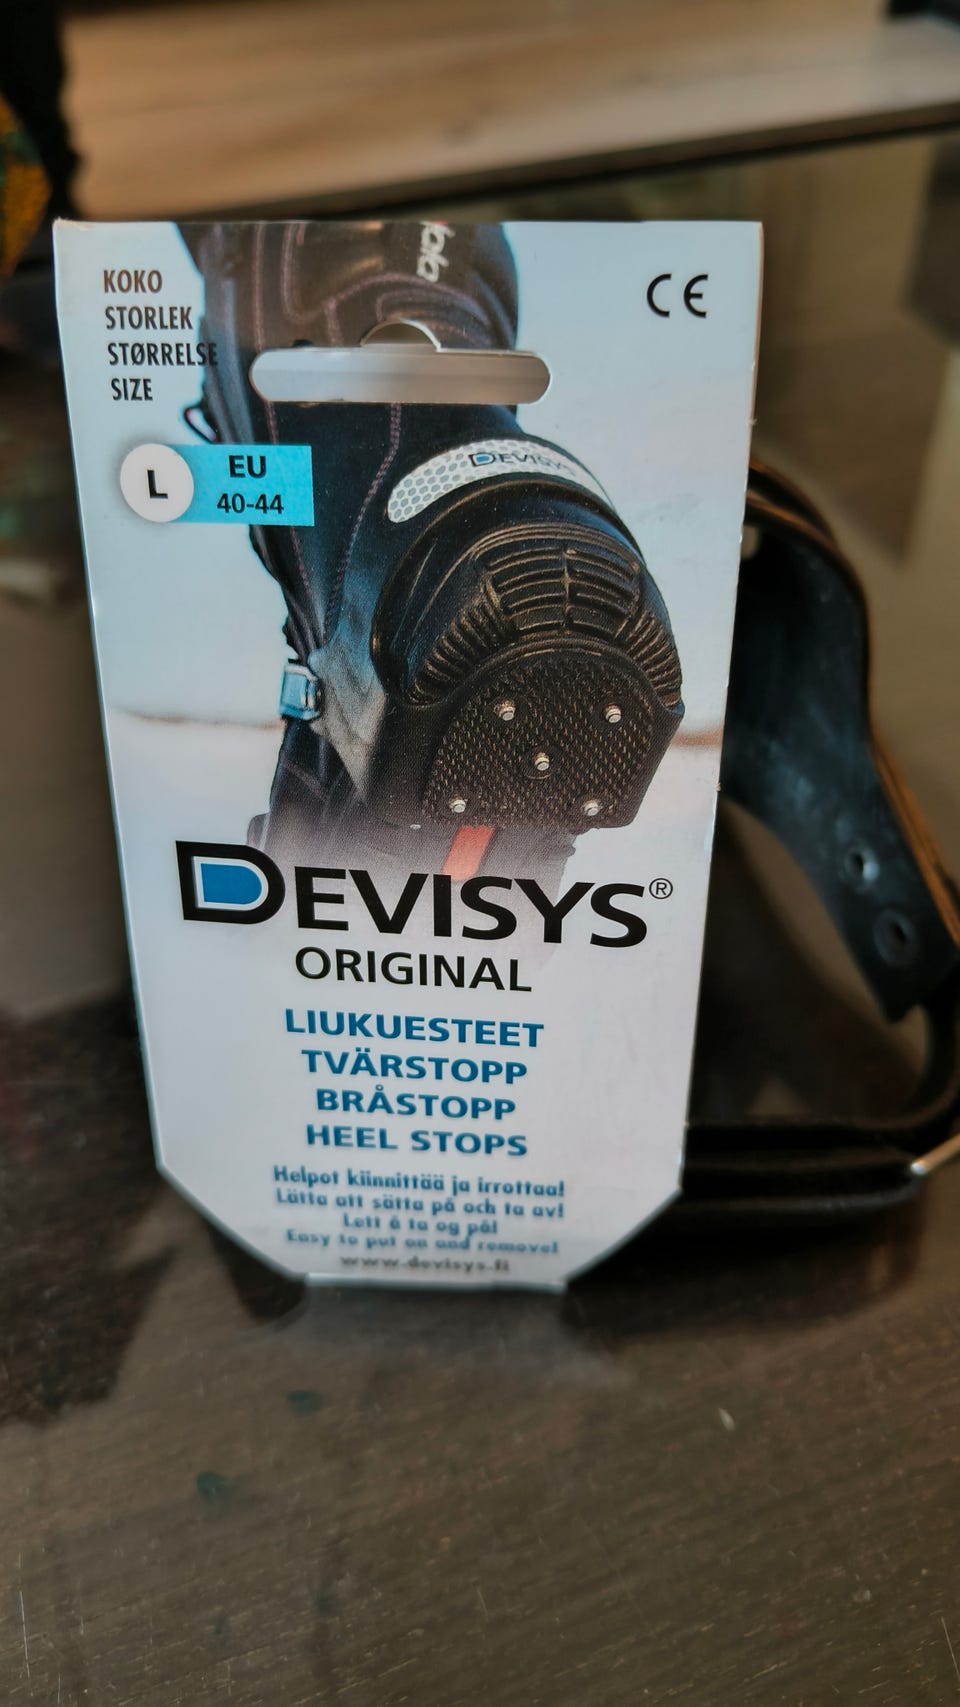 KOKO
STORLEK
STØRRELSE
SIZE
CE
L
EU
40-44
DEVISYS
DEVISYS®
ORIGINAL
LIUKUESTEET
TVÄRSTOPP
BRÅSTOPP
HEEL STOPS
Helpot kiinnittää ja irrottaa!
Lätta att sätta på och ta av!
Lett å ta og på!
Easy to put on and remove!
www.devisys.fi